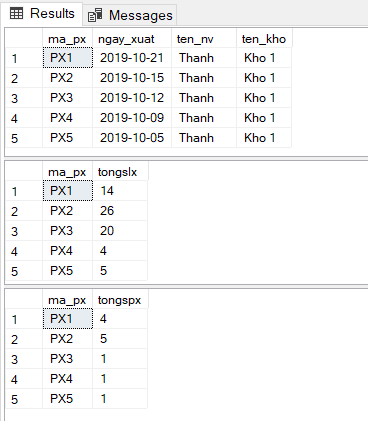 Results Messages
ma_px ngay_xuat ten_nv ten_kho
1 PX1 2019-10-21 Thanh Kho 1
2 PX2 2019-10-15 Thanh Kho 1
3 PX3 2019-10-12 Thanh Kho 1
4 PX4 2019-10-09 Thanh Kho 1
5 PX5 2019-10-05 Thanh Kho 1
ma_px tongslx
1 PX1 14
2 PX2 26
3 PX3 20
4 PX4 4
5 PX5 5
ma_px tongspx
1 PX1 4
2 PX2 5
3 PX3 1
4 PX4 1
5 PX5 1